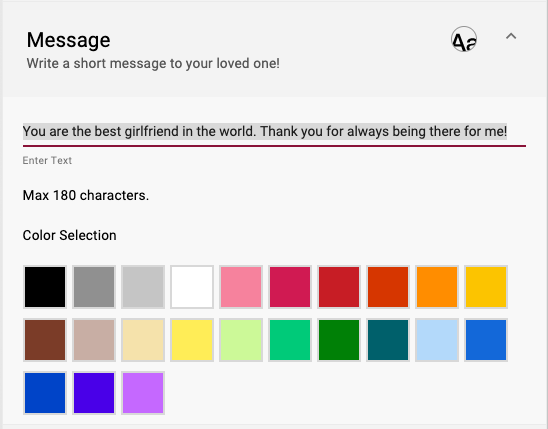 Message
Aa
Write a short message to your loved one!
You are the best girlfriend in the world. Thank you for always being there for me!
Enter Text
Max 180 characters.
Color Selection